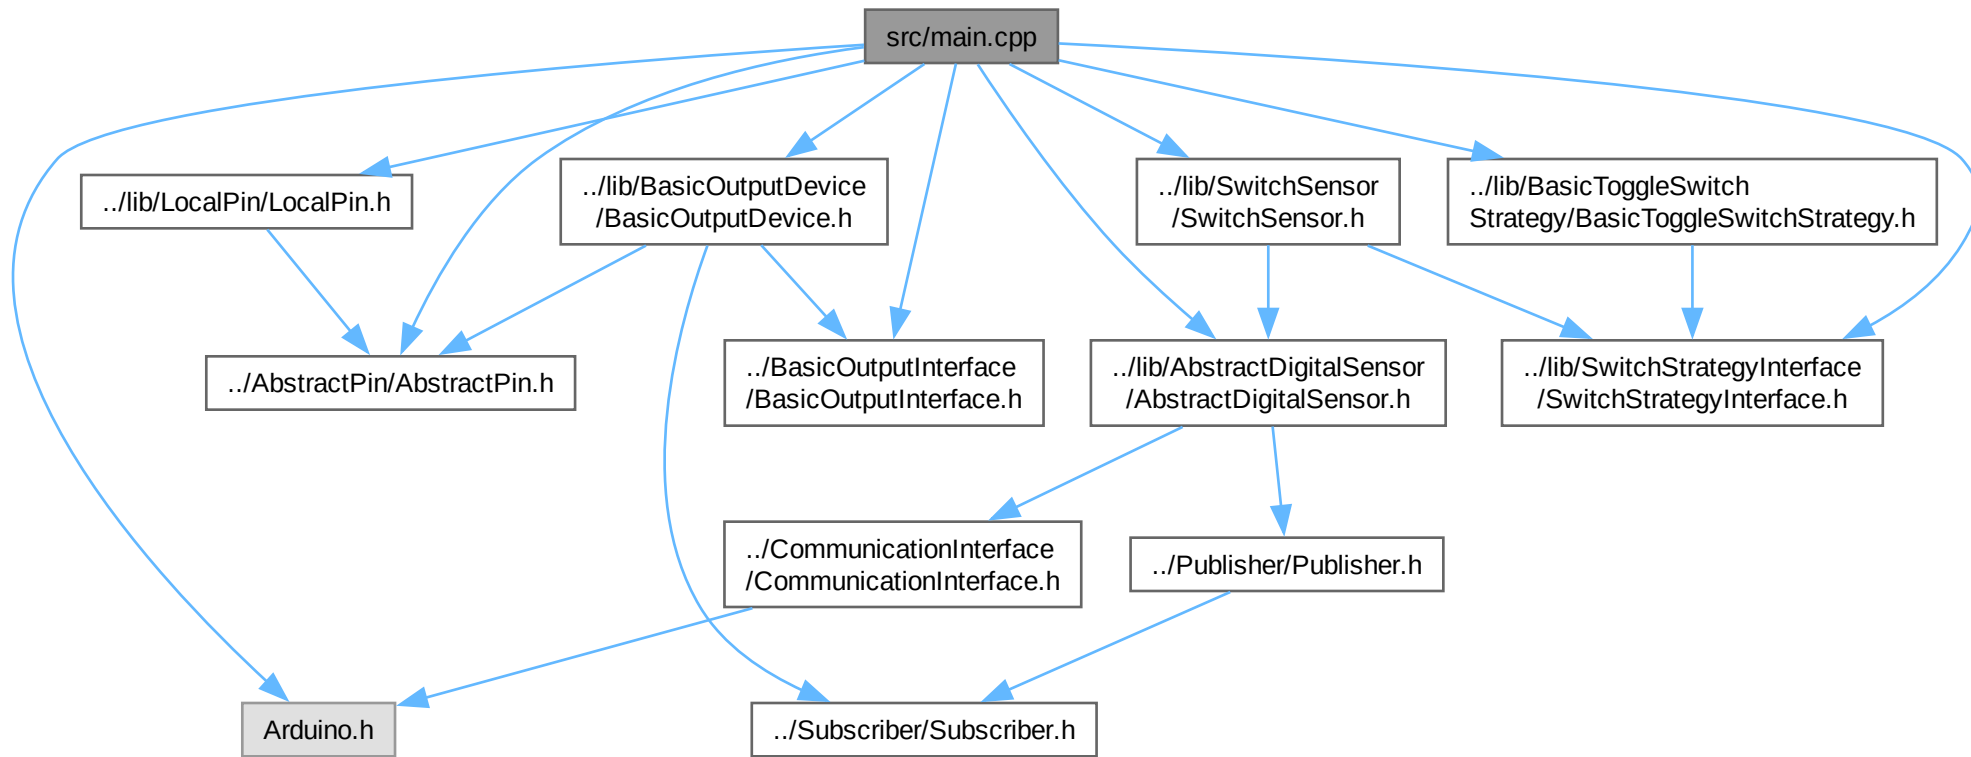 src/main.cpp
../lib/LocalPin/LocalPin.h
../lib/BasicOutputDevice
/BasicOutputDevice.h
../lib/SwitchSensor
/SwitchSensor.h
../lib/BasicToggleSwitch
Strategy/BasicToggleSwitchStrategy.h
../AbstractPin/AbstractPin.h
../BasicOutputInterface
/BasicOutputInterface.h
../lib/AbstractDigitalSensor
/AbstractDigitalSensor.h
../lib/SwitchStrategyInterface
/SwitchStrategyInterface.h
../CommunicationInterface
/CommunicationInterface.h
../Publisher/Publisher.h
Arduino.h
../Subscriber/Subscriber.h